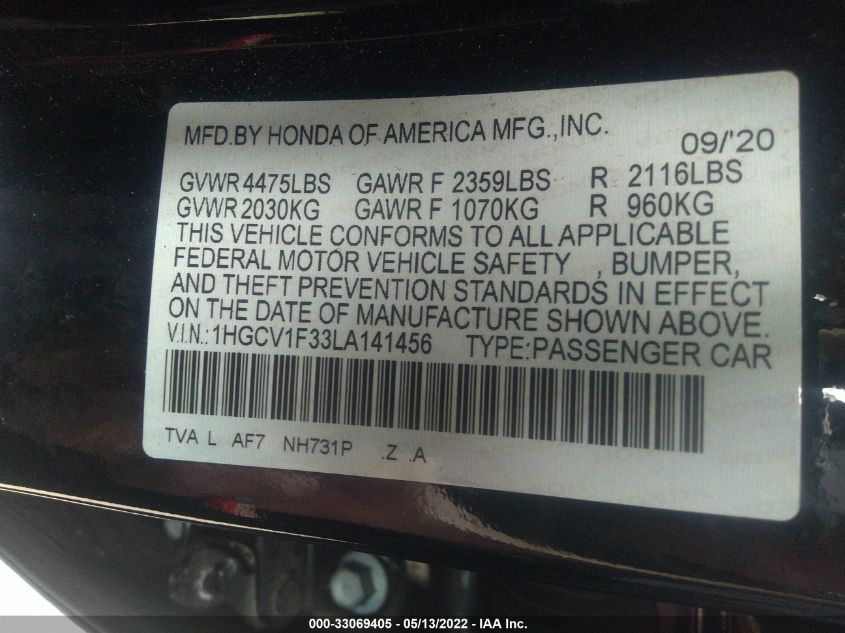 MFD.BY HONDA OF AMERICA MFG.,INC. 09/'20
GVWR 4475LBS GAWR F 2359LBS R 2116LBS
GVWR 2030KG GAWR F 1070KG R 960KG
THIS VEHICLE CONFORMS TO ALL APPLICABLE
FEDERAL MOTOR VEHICLE SAFETY , BUMPER,
AND THEFT PREVENTION STANDARDS IN EFFECT
ON THE DATE OF MANUFACTURE SHOWN ABOVE.
V.I.N.:1HGCV1F33LA141456 TYPE:PASSENGER CAR
TVA L AF7 NH731P .Z .A
000-33069405 - 05/13/2022 - IAA Inc.